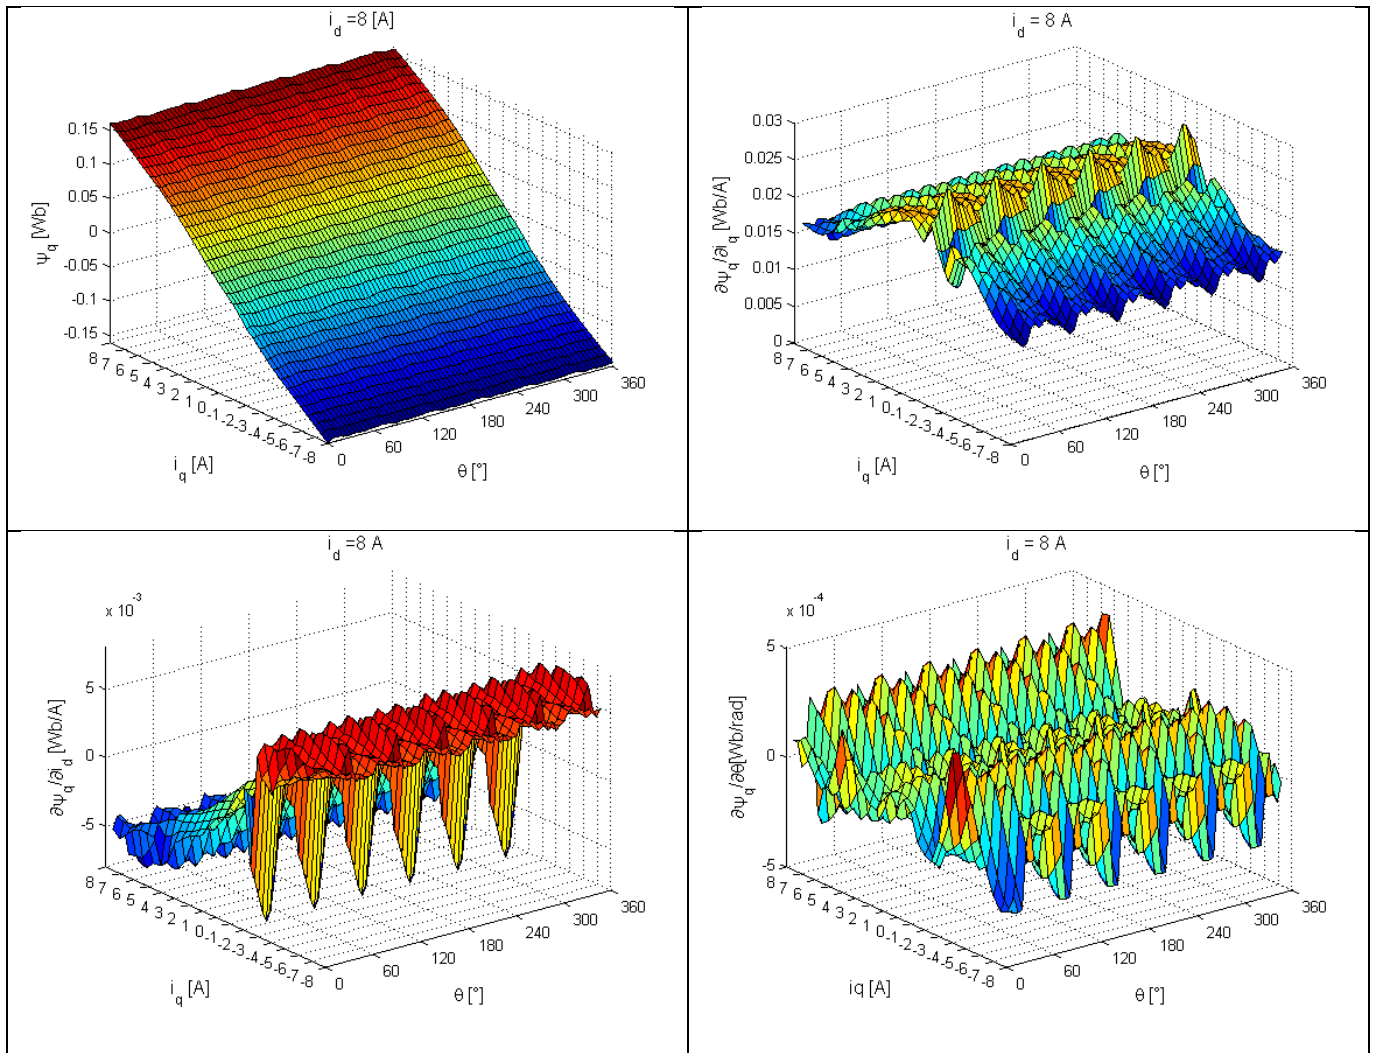 i_d =8 [A]
ψ_q [Wb]
0.15
0.1
0.05
0
-0.05
-0.1
-0.15
8 7 6 5 4 3 2 1 0 -1 -2 -3 -4 -5 -6 -7 -8
i_q [A]
0 60 120 180 240 300 360
θ [°]
i_d = 8 A
∂ψ_q/∂i_q [Wb/A]
0.03
0.025
0.02
0.015
0.01
0.005
0
8 7 6 5 4 3 2 1 0 -1 -2 -3 -4 -5 -6 -7 -8
i_q [A]
0 60 120 180 240 300 360
θ [°]
i_d =8 A
x 10^-3
∂ψ_q/∂i_d [Wb/A]
5
0
-5
8 7 6 5 4 3 2 1 0 -1 -2 -3 -4 -5 -6 -7 -8
i_q [A]
0 60 120 180 240 300 360
θ [°]
i_d = 8 A
x 10^-4
∂ψ_q/∂θ[Wb/rad]
5
0
-5
8 7 6 5 4 3 2 1 0 -1 -2 -3 -4 -5 -6 -7 -8
iq [A]
0 60 120 180 240 300 360
θ [°]